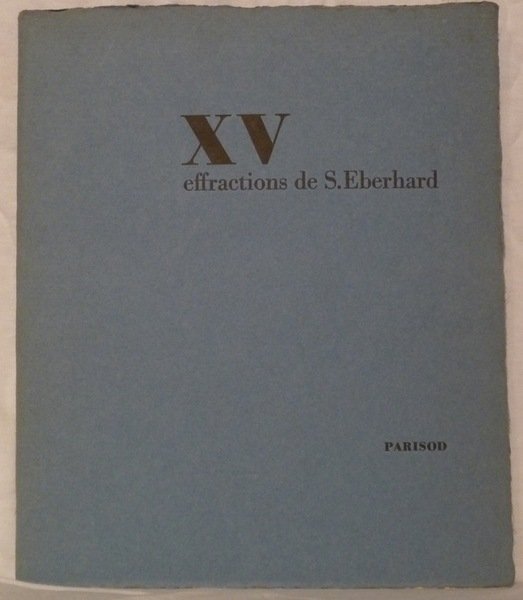 XV
effractions de S.Eberhard
PARISOD